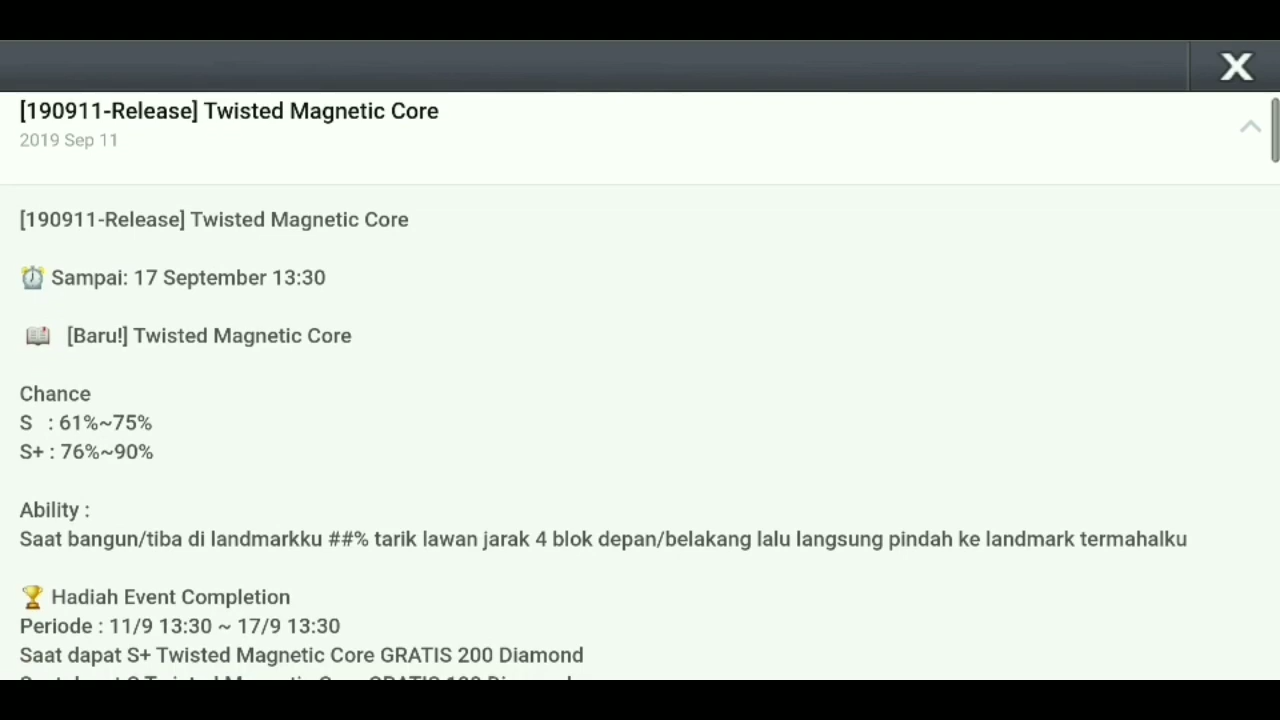 [190911-Release] Twisted Magnetic Core
2019 Sep 11
[190911-Release] Twisted Magnetic Core
⏰ Sampai: 17 September 13:30
📖 [Baru!] Twisted Magnetic Core
Chance
S : 61%~75%
S+ : 76%~90%
Ability :
Saat bangun/tiba di landmarkku ##% tarik lawan jarak 4 blok depan/belakang lalu langsung pindah ke landmark termahalku
🏆 Hadiah Event Completion
Periode : 11/9 13:30 ~ 17/9 13:30
Saat dapat S+ Twisted Magnetic Core GRATIS 200 Diamond